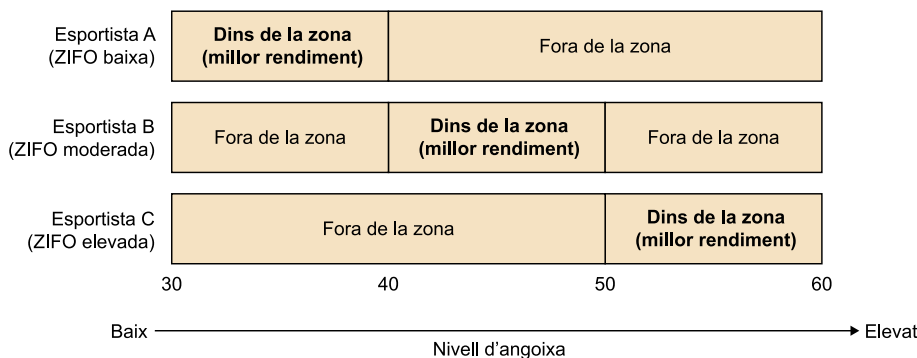 Esportista A
(ZIFO baixa)
Dins de la zona
(millor rendiment)
Fora de la zona
Esportista B
(ZIFO moderada)
Fora de la zona
Dins de la zona
(millor rendiment)
Fora de la zona
Esportista C
(ZIFO elevada)
Fora de la zona
Dins de la zona
(millor rendiment)
30 40 50 60
Baix Elevat
Nivell d’angoixa